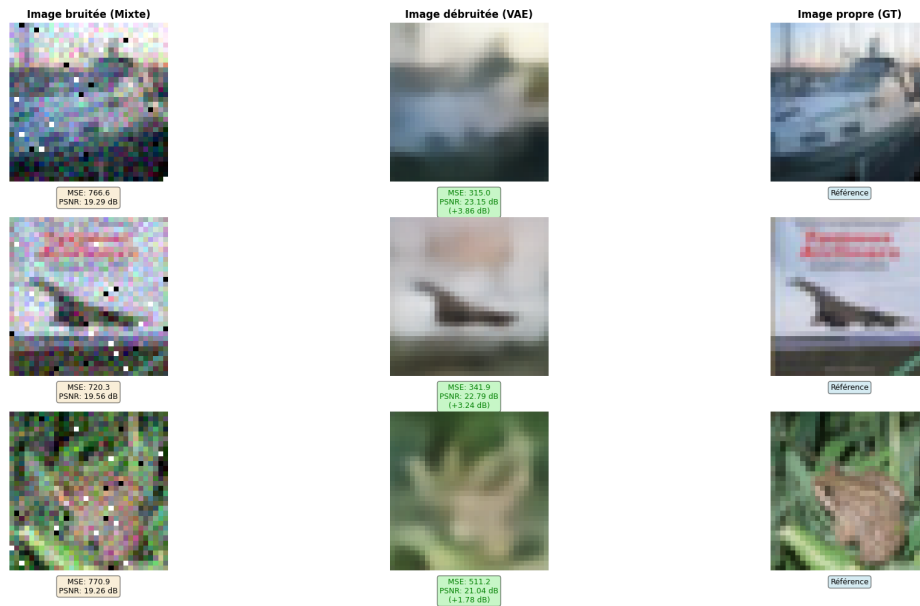 Image bruitée (Mixte)
Image débruitée (VAE)
Image propre (GT)
MSE: 766.6
PSNR: 19.29 dB
MSE: 315.0
PSNR: 23.15 dB
(+3.86 dB)
Référence
MSE: 720.3
PSNR: 19.56 dB
MSE: 341.9
PSNR: 22.79 dB
(+3.24 dB)
Référence
MSE: 770.9
PSNR: 19.26 dB
MSE: 511.2
PSNR: 21.04 dB
(+1.78 dB)
Référence